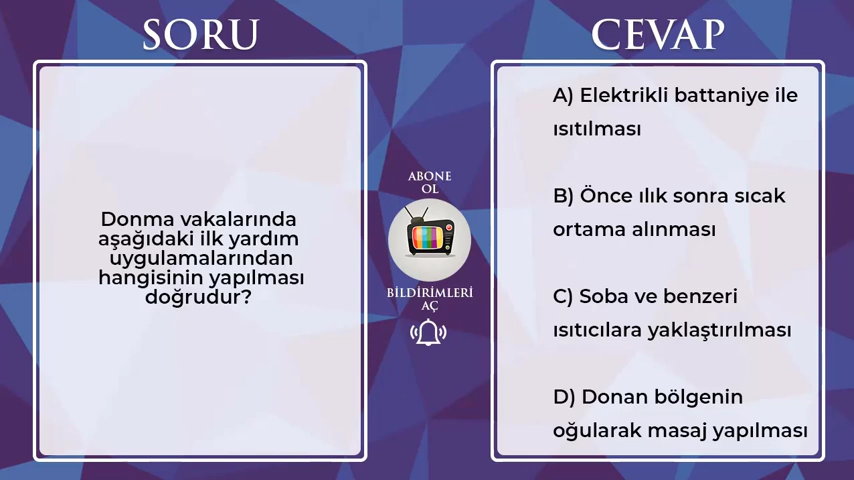 SORU
Donma vakalarında
aşağıdaki ilk yardım
uygulamalarından
hangisinin yapılması
doğrudur?
ABONE
OL
BİLDİRİMLERİ
AÇ
CEVAP
A) Elektrikli battaniye ile
ısıtılması
B) Önce ılık sonra sıcak
ortama alınması
C) Soba ve benzeri
ısıtıcılara yaklaştırılması
D) Donan bölgenin
oğularak masaj yapılması